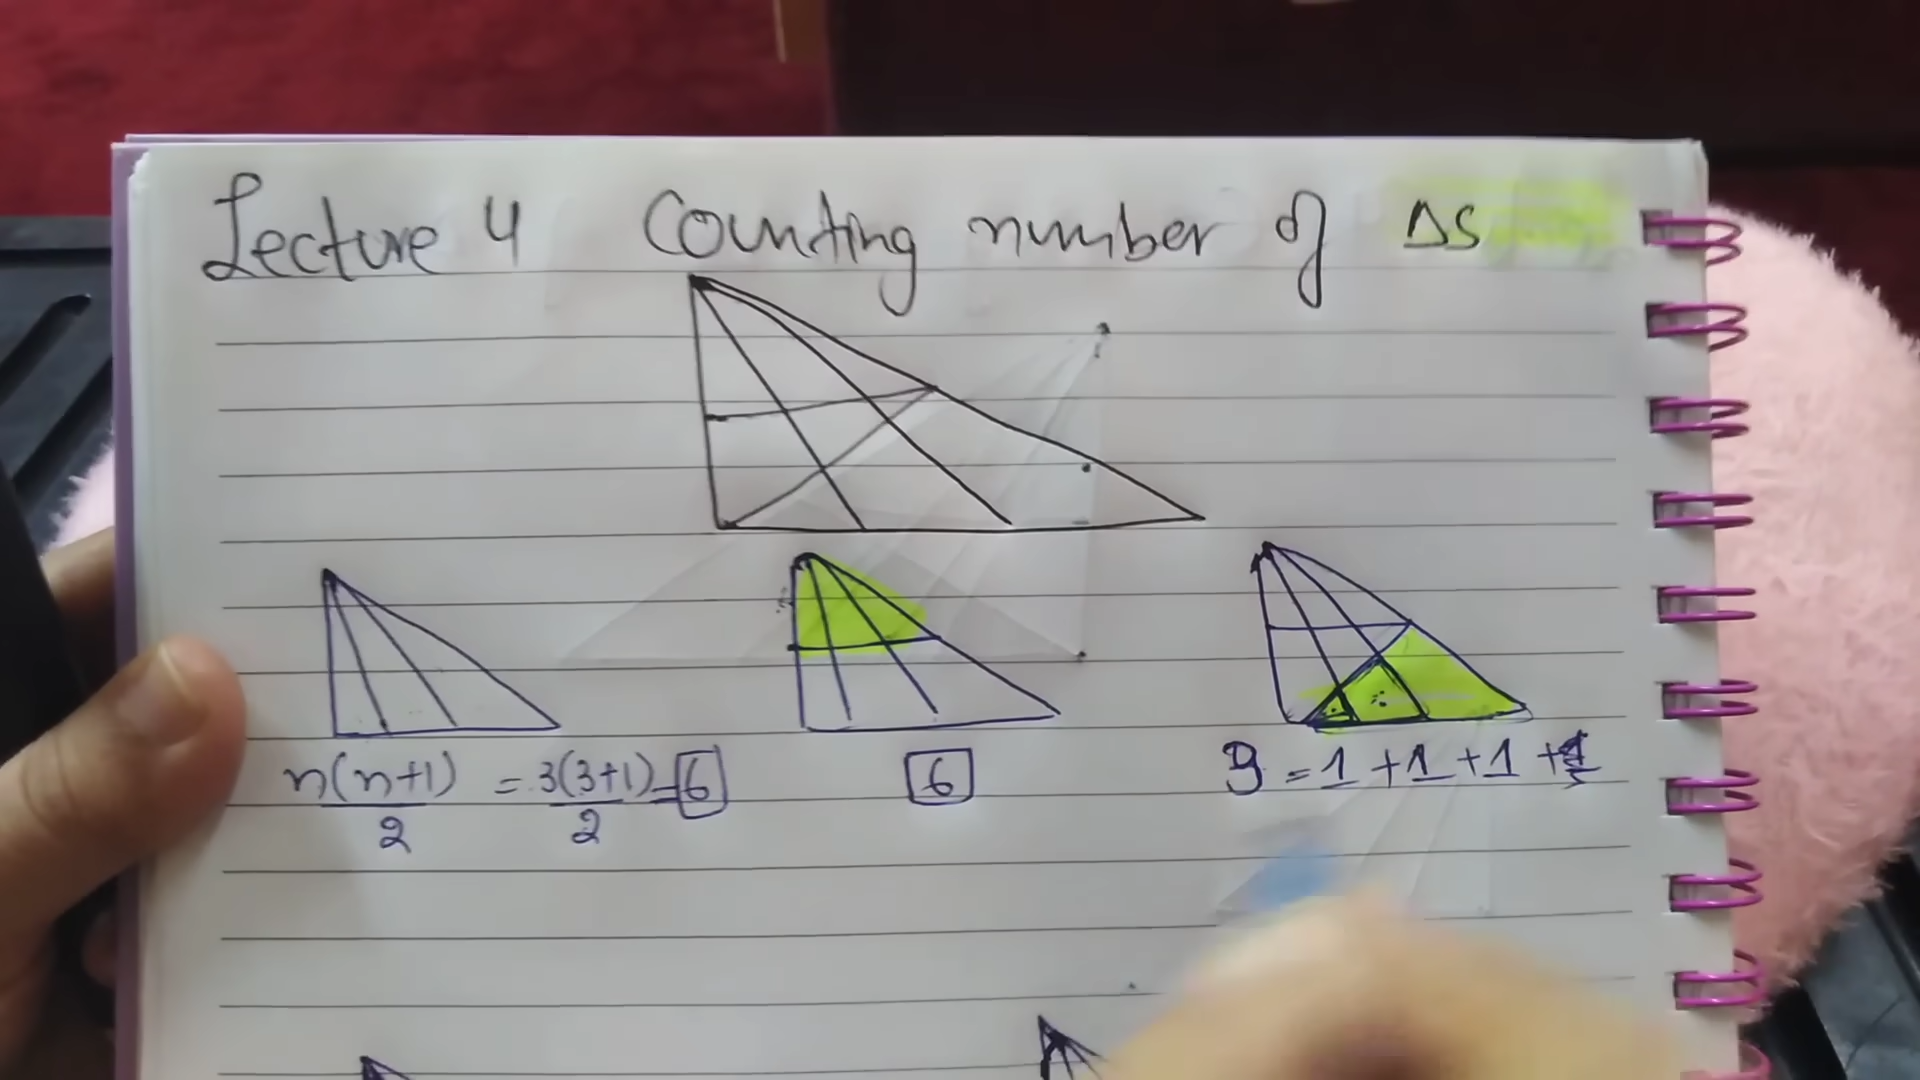 Lecture 4 Counting number of Δs
n(n+1)/2 = 3(3+1)/2 = 6
6
9 = 1 + 1 + 1 +